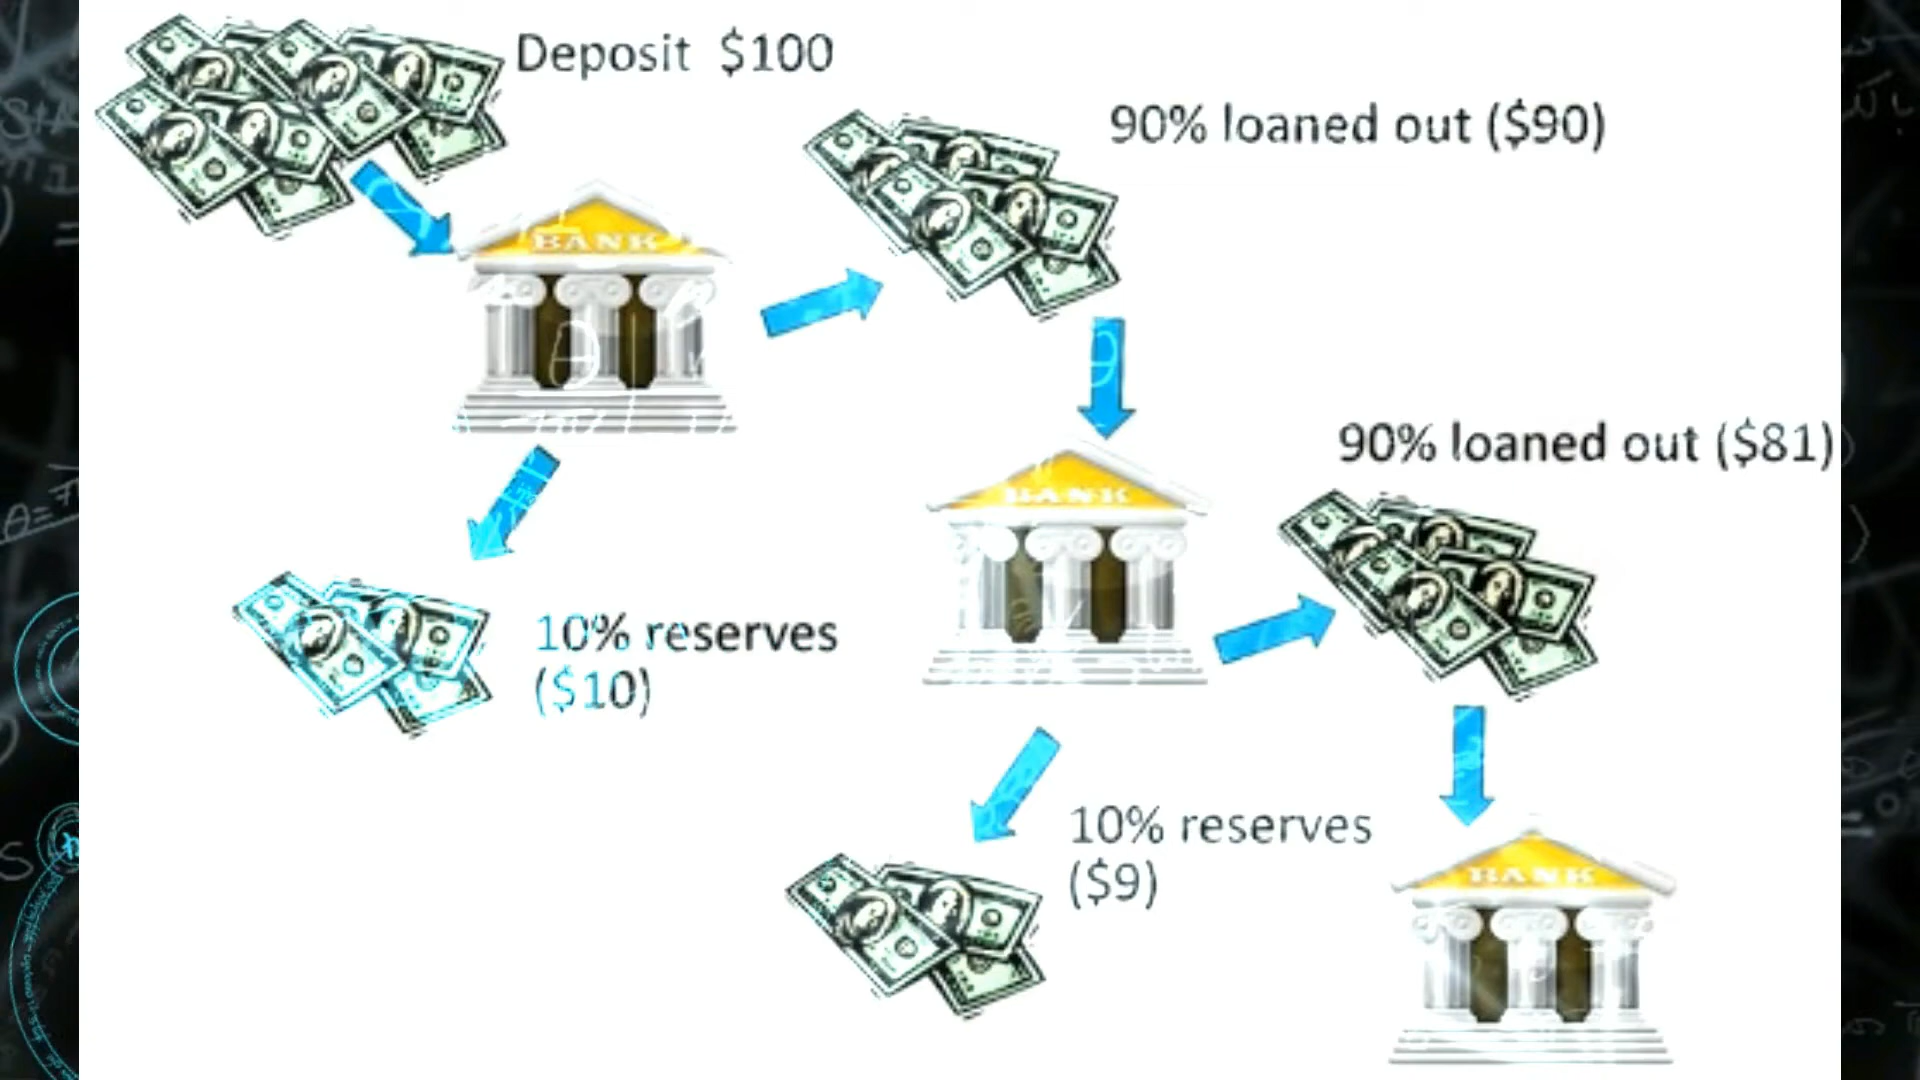 Deposit $100
90% loaned out ($90)
BANK
90% loaned out ($81)
BANK
10% reserves
($10)
10% reserves
($9)
BANK